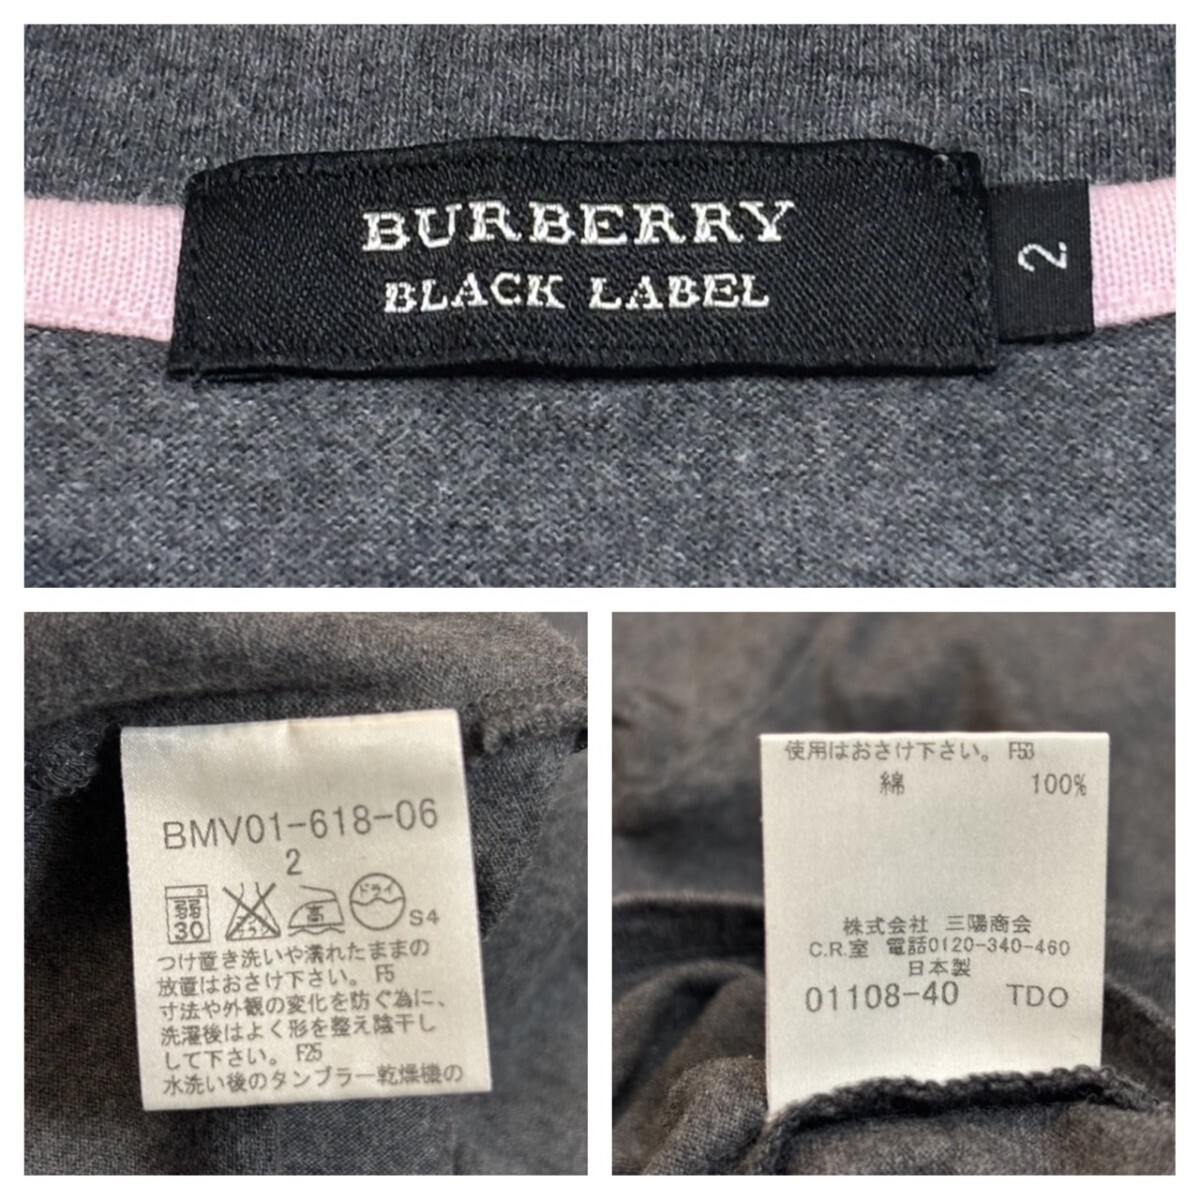 BURBERRY
BLACK LABEL
2
BMV01-618-06
2
弱
30
エンソ
サラシ
高
ドライ
S4
つけ置き洗いや濡れたままの
放置はおさけ下さい。 F5
寸法や外観の変化を防ぐ為に、
洗濯後はよく形を整え陰干し
して下さい。 F25
水洗い後のタンブラー乾燥機の
使用はおさけ下さい。 F53
綿 100%
株式会社 三陽商会
C.R.室 電話0120-340-460
日本製
01108-40 TDO